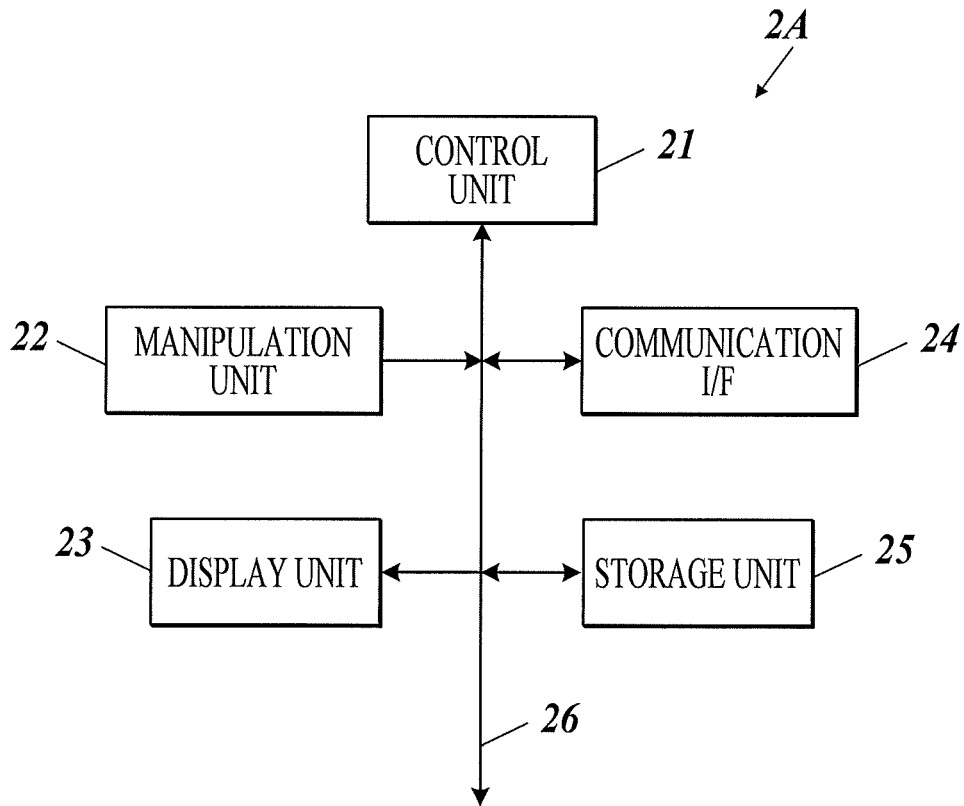 2A
CONTROL
UNIT
21
22
MANIPULATION
UNIT
COMMUNICATION
I/F
24
23
DISPLAY UNIT
STORAGE UNIT
25
26